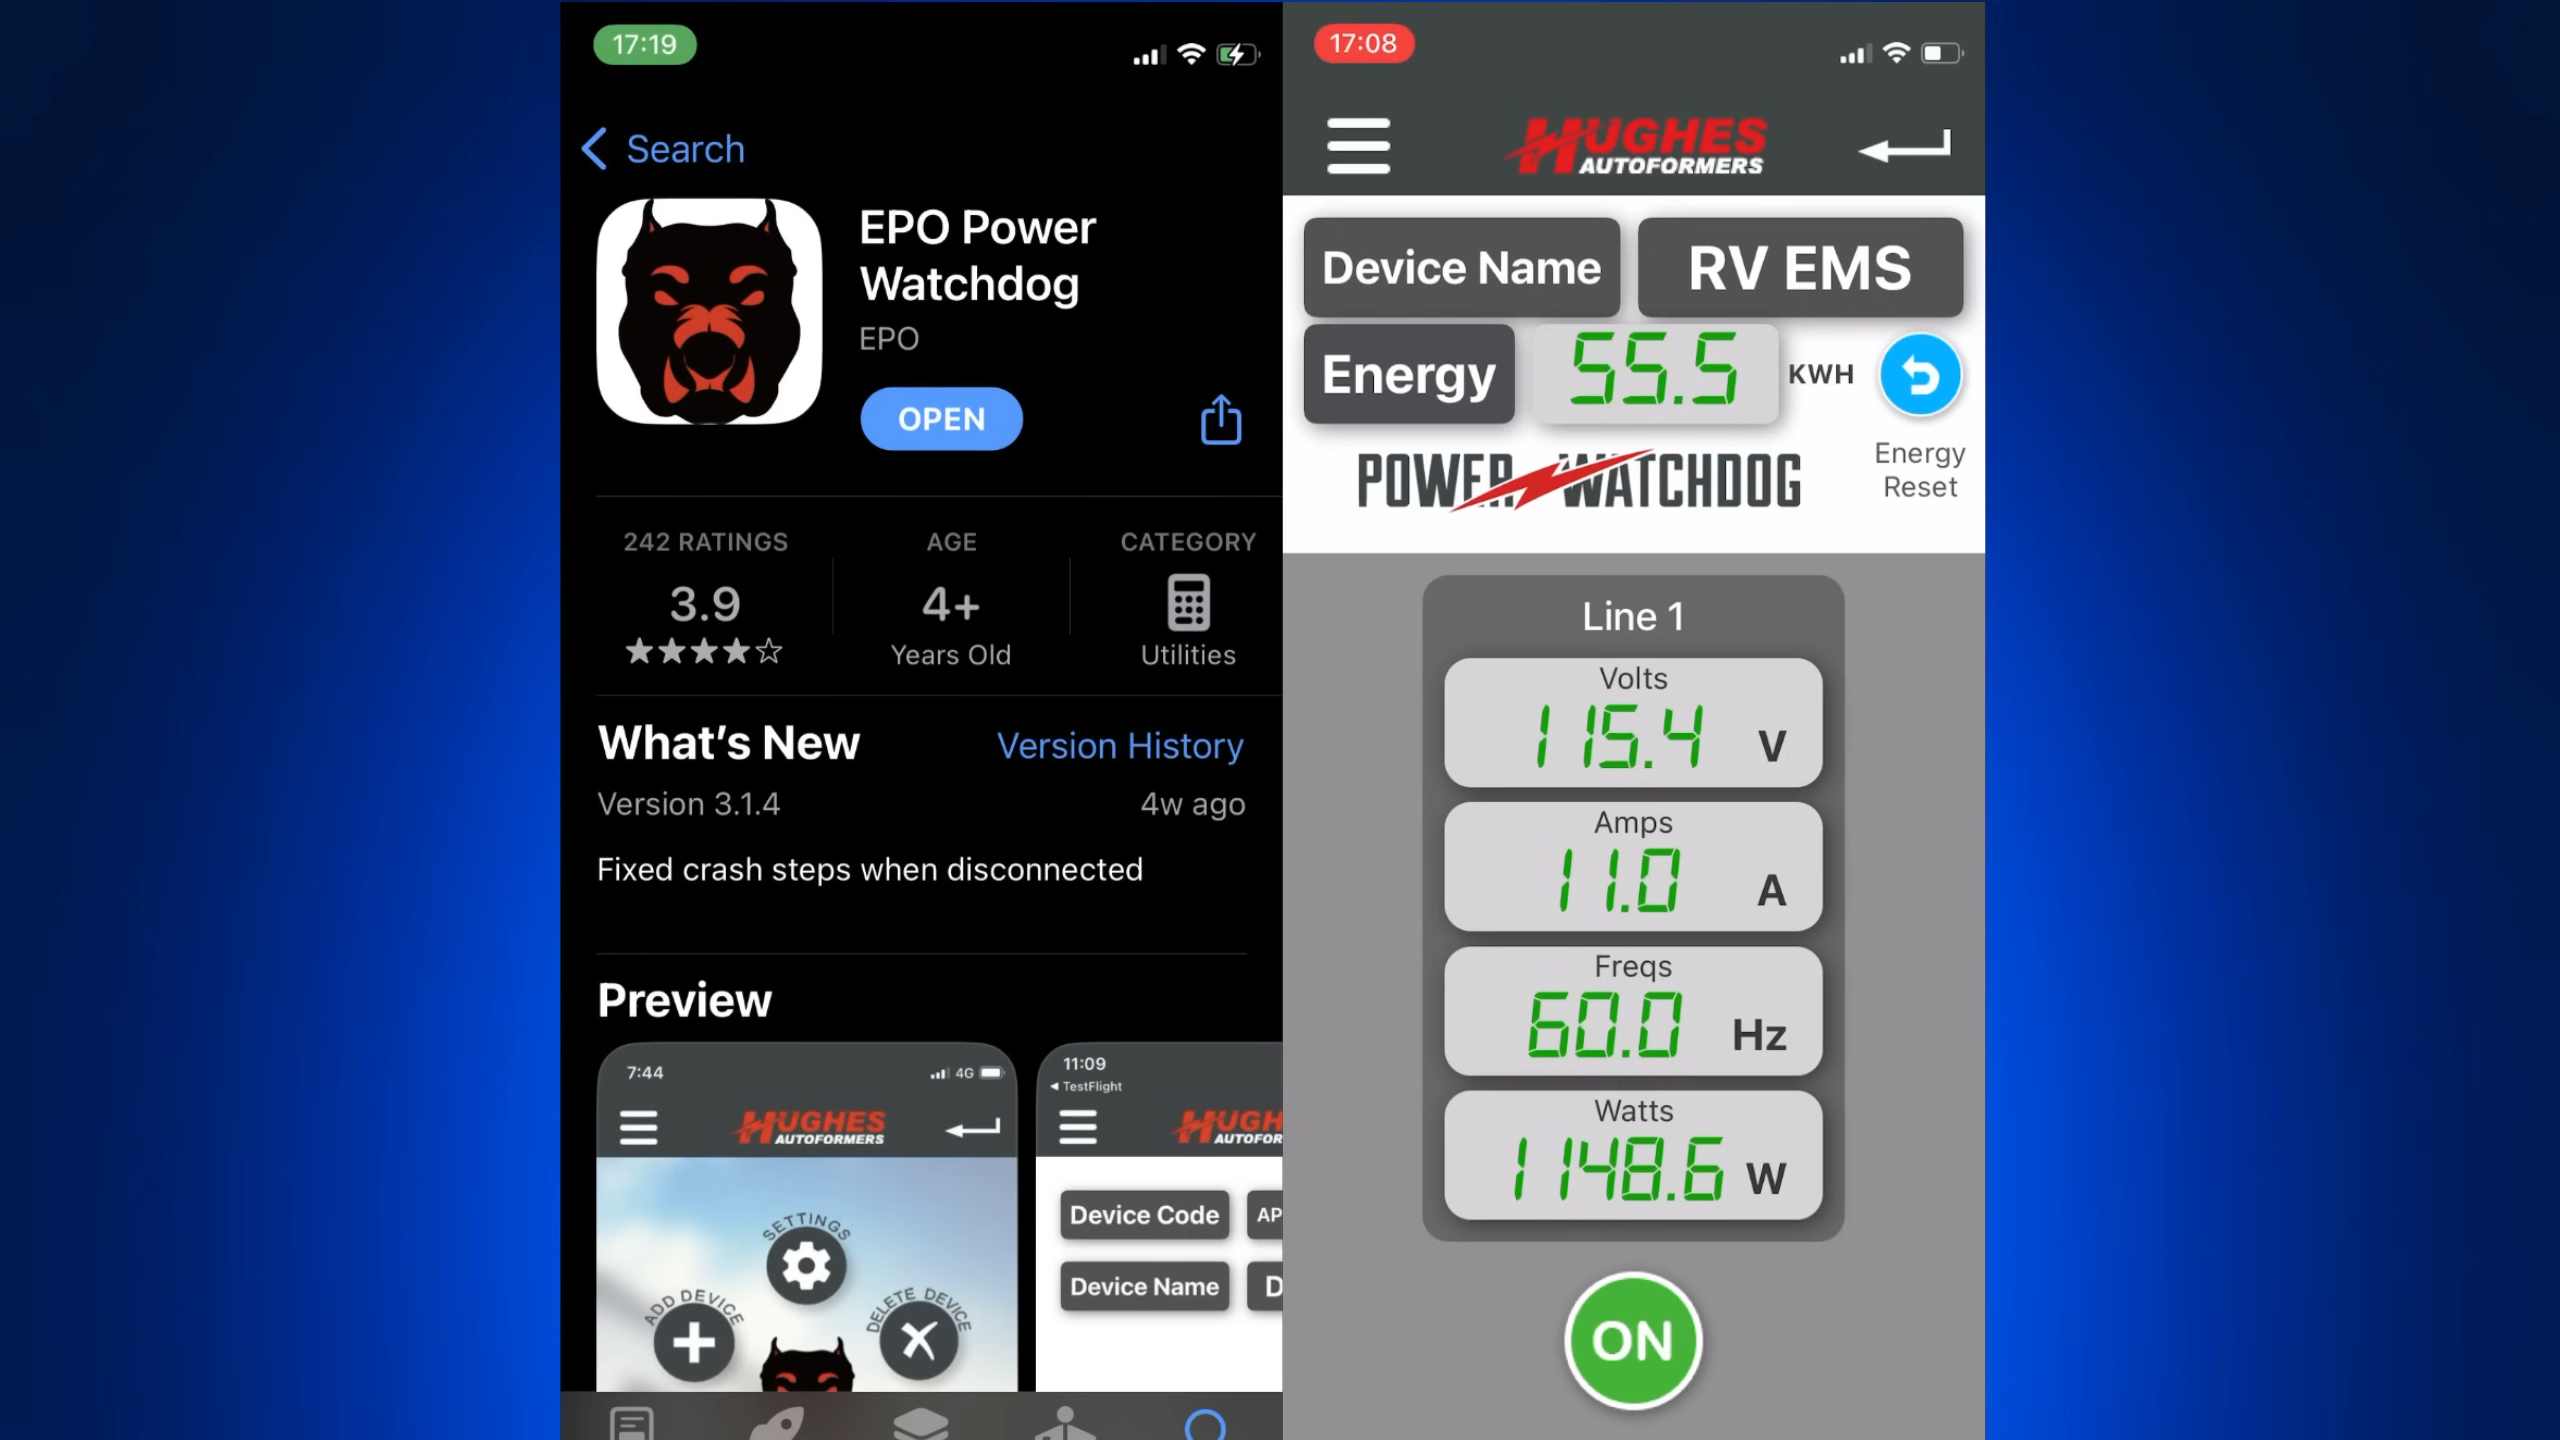 17:19
Search
EPO Power
Watchdog
EPO
OPEN
242 RATINGS
3.9
AGE
4+
Years Old
CATEGORY
Utilities
What's New
Version History
Version 3.1.4
4w ago
Fixed crash steps when disconnected
Preview
7:44
4G
HUGHES
AUTOFORMERS
SETTINGS
ADD DEVICE
DELETE DEVICE
11:09
TestFlight
HUGH
AUTOFOR
Device Code
AP
Device Name
D
17:08
HUGHES
AUTOFORMERS
Device Name
RV EMS
Energy
55.5
KWH
POWER WATCHDOG
Energy
Reset
Line 1
Volts
115.4 V
Amps
11.0 A
Freqs
60.0 Hz
Watts
1148.6 W
ON